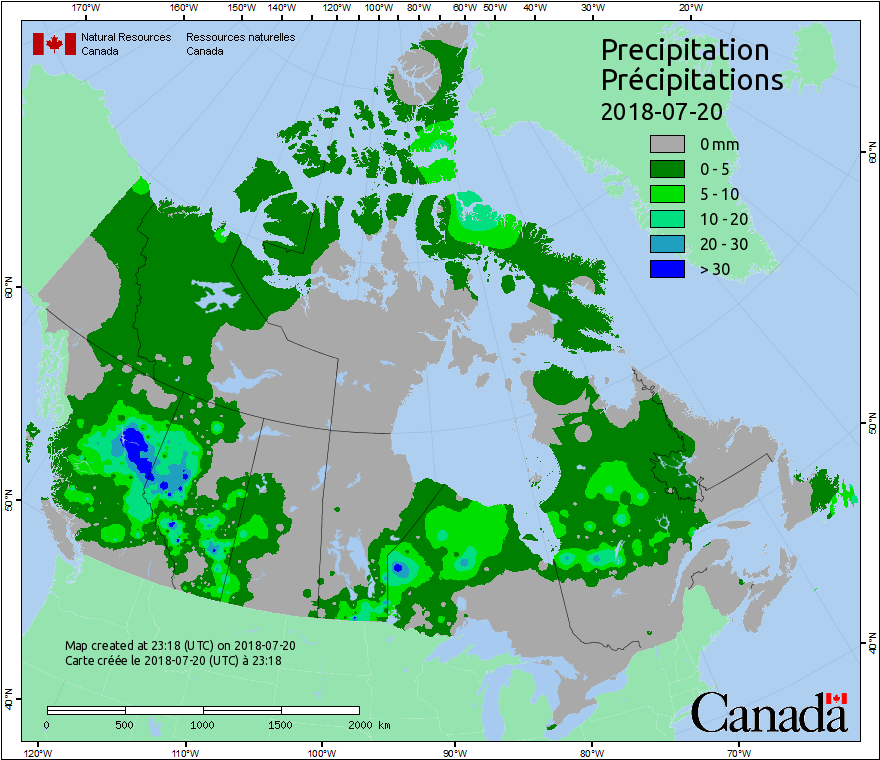 170°W 160°W 150°W 140°W 130°W 120°W 110°W 100°W 90°W 80°W 60°W 50°W 40°W 30°W 20°W
Natural Resources Ressources naturelles
Canada Canada
Precipitation
Précipitations
2018-07-20
0 mm
0 - 5
5 - 10
10 - 20
20 - 30
> 30
60°N
60°N
50°N
50°N
40°N
40°N
Map created at 23:18 (UTC) on 2018-07-20
Carte créée le 2018-07-20 (UTC) à 23:18
0 500 1000 1500 2000 km
Canada
120°W 110°W 100°W 90°W 80°W 70°W